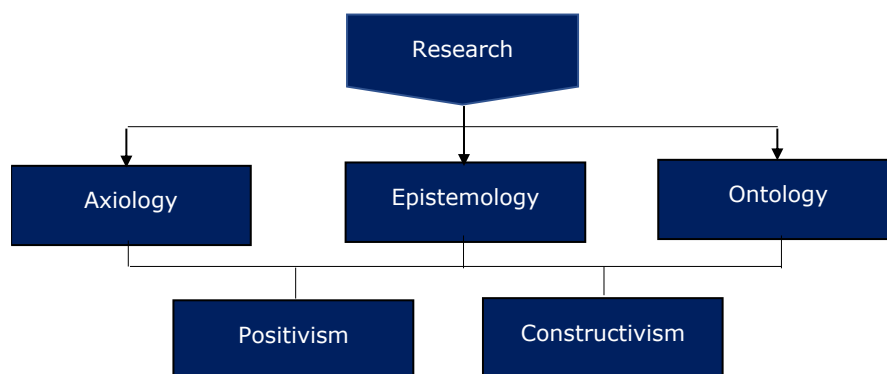 Research
Axiology
Epistemology
Ontology
Positivism
Constructivism